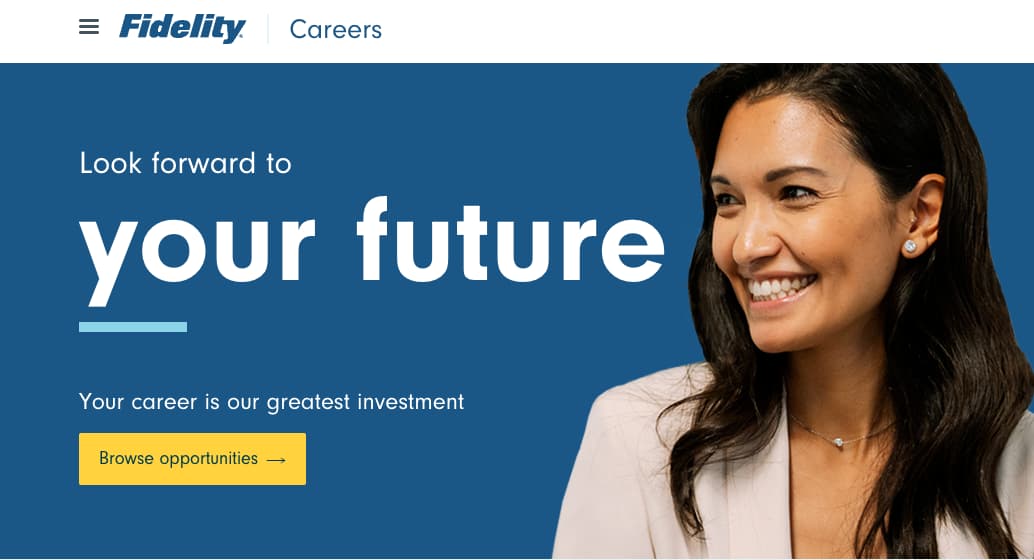 Fidelity
Careers
Look forward to
your future
Your career is our greatest investment
Browse opportunities →